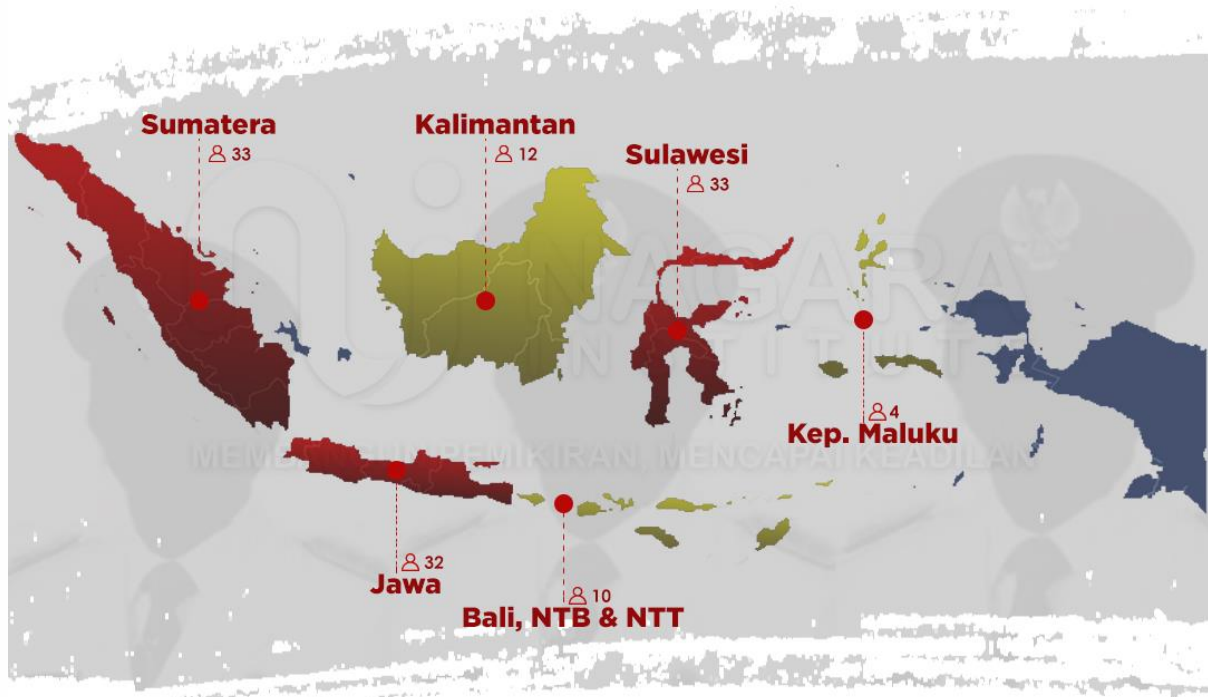 Sumatera
33
Kalimantan
12
Sulawesi
33
NAGARA
INSTITUTE
4
Kep. Maluku
MEMBANGUN PEMIKIRAN, MENCAPAI KEADILAN
32
Jawa
10
Bali, NTB & NTT